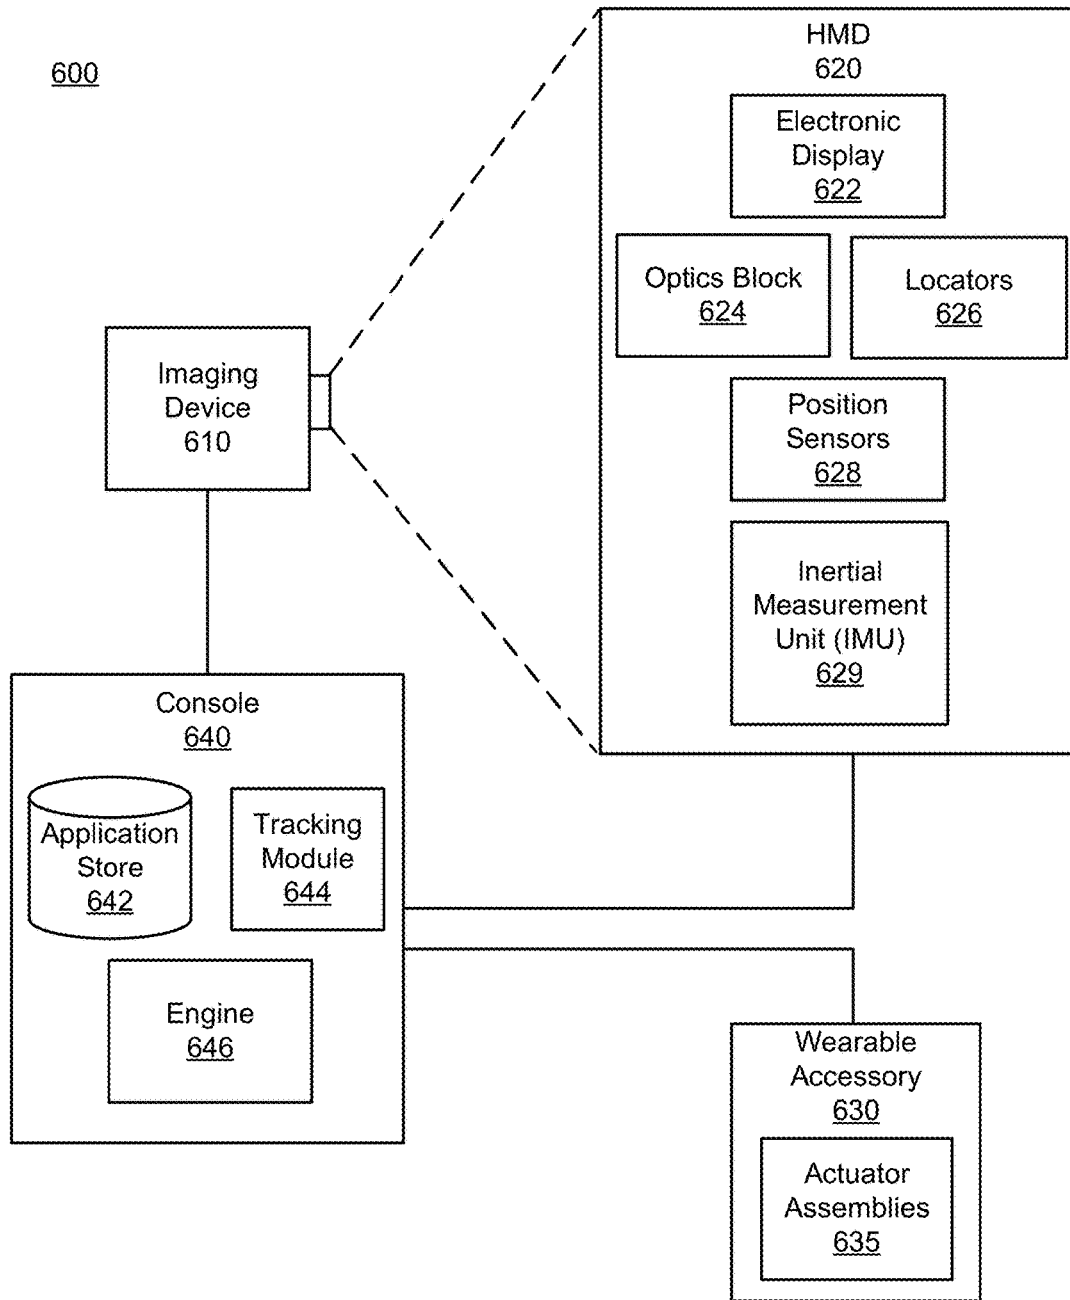 600
HMD
620
Electronic
Display
622
Optics Block
624
Locators
626
Imaging
Device
610
Position
Sensors
628
Inertial
Measurement
Unit (IMU)
629
Console
640
Application
Store
642
Tracking
Module
644
Engine
646
Wearable
Accessory
630
Actuator
Assemblies
635